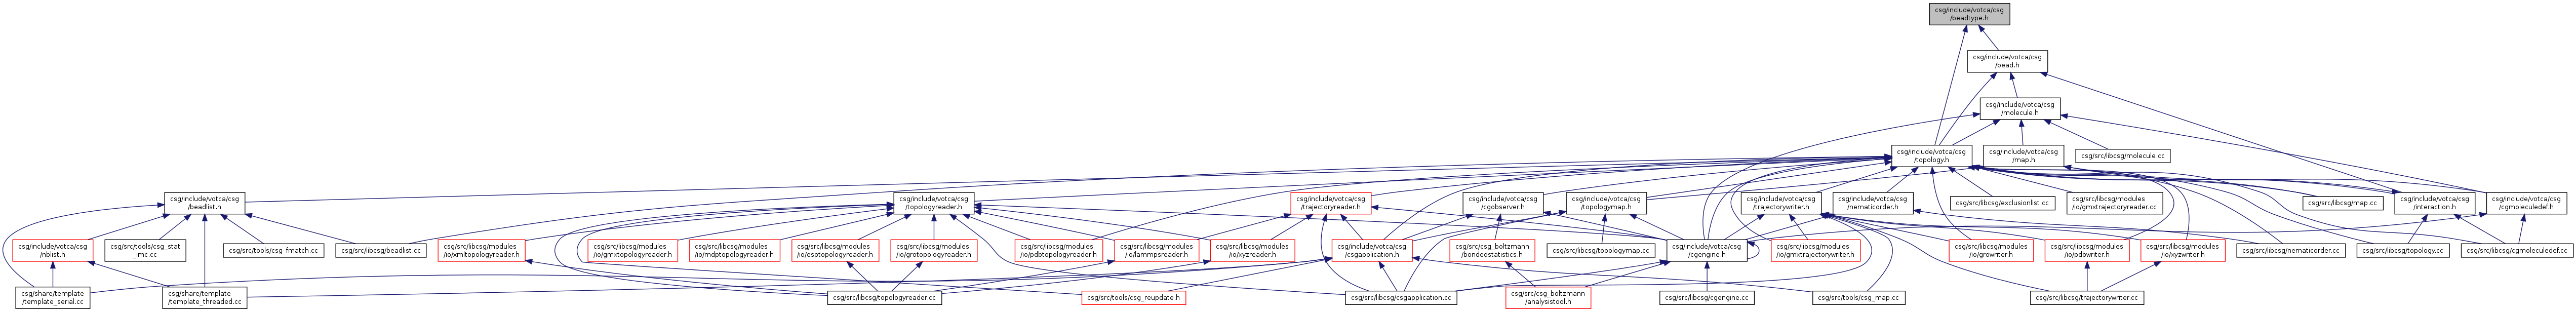 csg/include/votca/csg
/beadtype.h
csg/include/votca/csg
/bead.h
csg/include/votca/csg
/molecule.h
csg/include/votca/csg
/topology.h
csg/include/votca/csg
/map.h
csg/src/libcsg/molecule.cc
csg/include/votca/csg
/beadlist.h
csg/include/votca/csg
/topologyreader.h
csg/include/votca/csg
/trajectoryreader.h
csg/include/votca/csg
/cgobserver.h
csg/include/votca/csg
/topologymap.h
csg/include/votca/csg
/trajectorywriter.h
csg/include/votca/csg
/nematicorder.h
csg/src/libcsg/exclusionlist.cc
csg/src/libcsg/modules
/io/gmxtrajectoryreader.cc
csg/src/libcsg/map.cc
csg/include/votca/csg
/interaction.h
csg/include/votca/csg
/cgmoleculedef.h
csg/include/votca/csg
/nblist.h
csg/src/tools/csg_stat
_imc.cc
csg/src/tools/csg_fmatch.cc
csg/src/libcsg/beadlist.cc
csg/src/libcsg/modules
/io/xmltopologyreader.h
csg/src/libcsg/modules
/io/gmxtopologyreader.h
csg/src/libcsg/modules
/io/mdptopologyreader.h
csg/src/libcsg/modules
/io/esptopologyreader.h
csg/src/libcsg/modules
/io/grotopologyreader.h
csg/src/libcsg/modules
/io/pdbtopologyreader.h
csg/src/libcsg/modules
/io/lammpsreader.h
csg/src/libcsg/modules
/io/xyzreader.h
csg/include/votca/csg
/csgapplication.h
csg/src/csg_boltzmann
/bondedstatistics.h
csg/src/libcsg/topologymap.cc
csg/include/votca/csg
/cgengine.h
csg/src/libcsg/modules
/io/gmxtrajectorywriter.h
csg/src/libcsg/modules
/io/growriter.h
csg/src/libcsg/modules
/io/pdbwriter.h
csg/src/libcsg/modules
/io/xyzwriter.h
csg/src/libcsg/nematicorder.cc
csg/src/libcsg/topology.cc
csg/src/libcsg/cgmoleculedef.cc
csg/share/template
/template_serial.cc
csg/share/template
/template_threaded.cc
csg/src/libcsg/topologyreader.cc
csg/src/tools/csg_reupdate.h
csg/src/libcsg/csgapplication.cc
csg/src/csg_boltzmann
/analysistool.h
csg/src/libcsg/cgengine.cc
csg/src/tools/csg_map.cc
csg/src/libcsg/trajectorywriter.cc